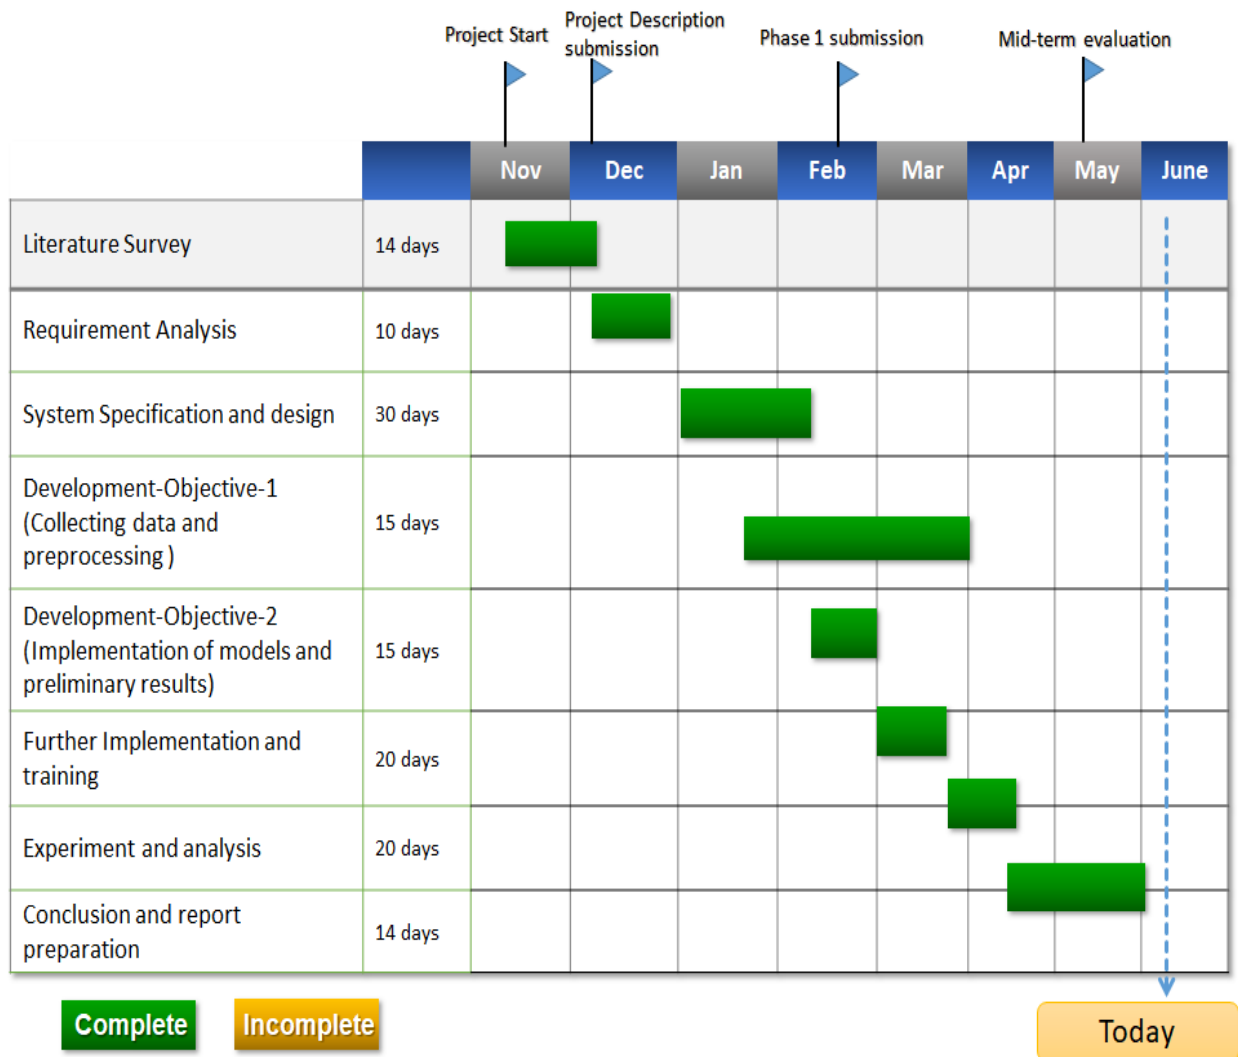 Project Start
Project Description
submission
Phase 1 submission
Mid-term evaluation
Nov Dec Jan Feb Mar Apr May June
Literature Survey 14 days
Requirement Analysis 10 days
System Specification and design 30 days
Development-Objective-1
(Collecting data and 15 days
preprocessing )
Development-Objective-2
(Implementation of models and 15 days
preliminary results)
Further Implementation and
training 20 days
Experiment and analysis 20 days
Conclusion and report
preparation 14 days
Complete Incomplete
Today